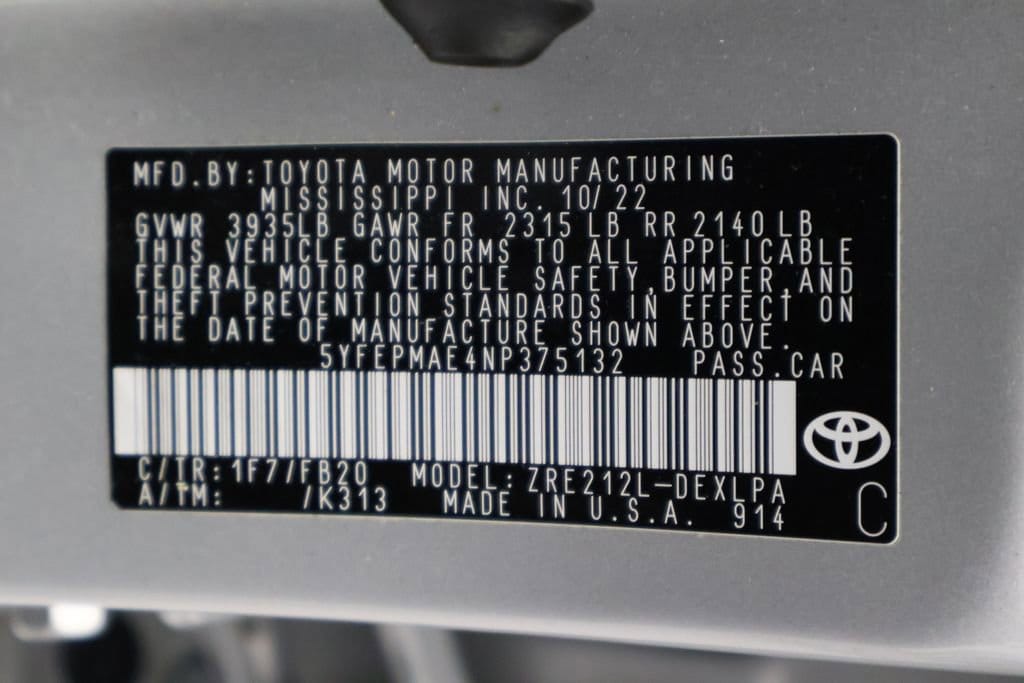 MFD.BY:TOYOTA MOTOR MANUFACTURING
MISSISSIPPI INC. 10/22
GVWR 3935LB GAWR FR 2315 LB RR 2140 LB
THIS VEHICLE CONFORMS TO ALL APPLICABLE
FEDERAL MOTOR VEHICLE SAFETY, BUMPER, AND
THEFT PREVENTION STANDARDS IN EFFECT ON
THE DATE OF MANUFACTURE SHOWN ABOVE.
5YFEPMAE4NP375132 PASS.CAR
C/TR: 1F7/FB20 MODEL: ZRE212L-DEXLPA
A/TM: /K313 MADE IN U.S.A. 914
C